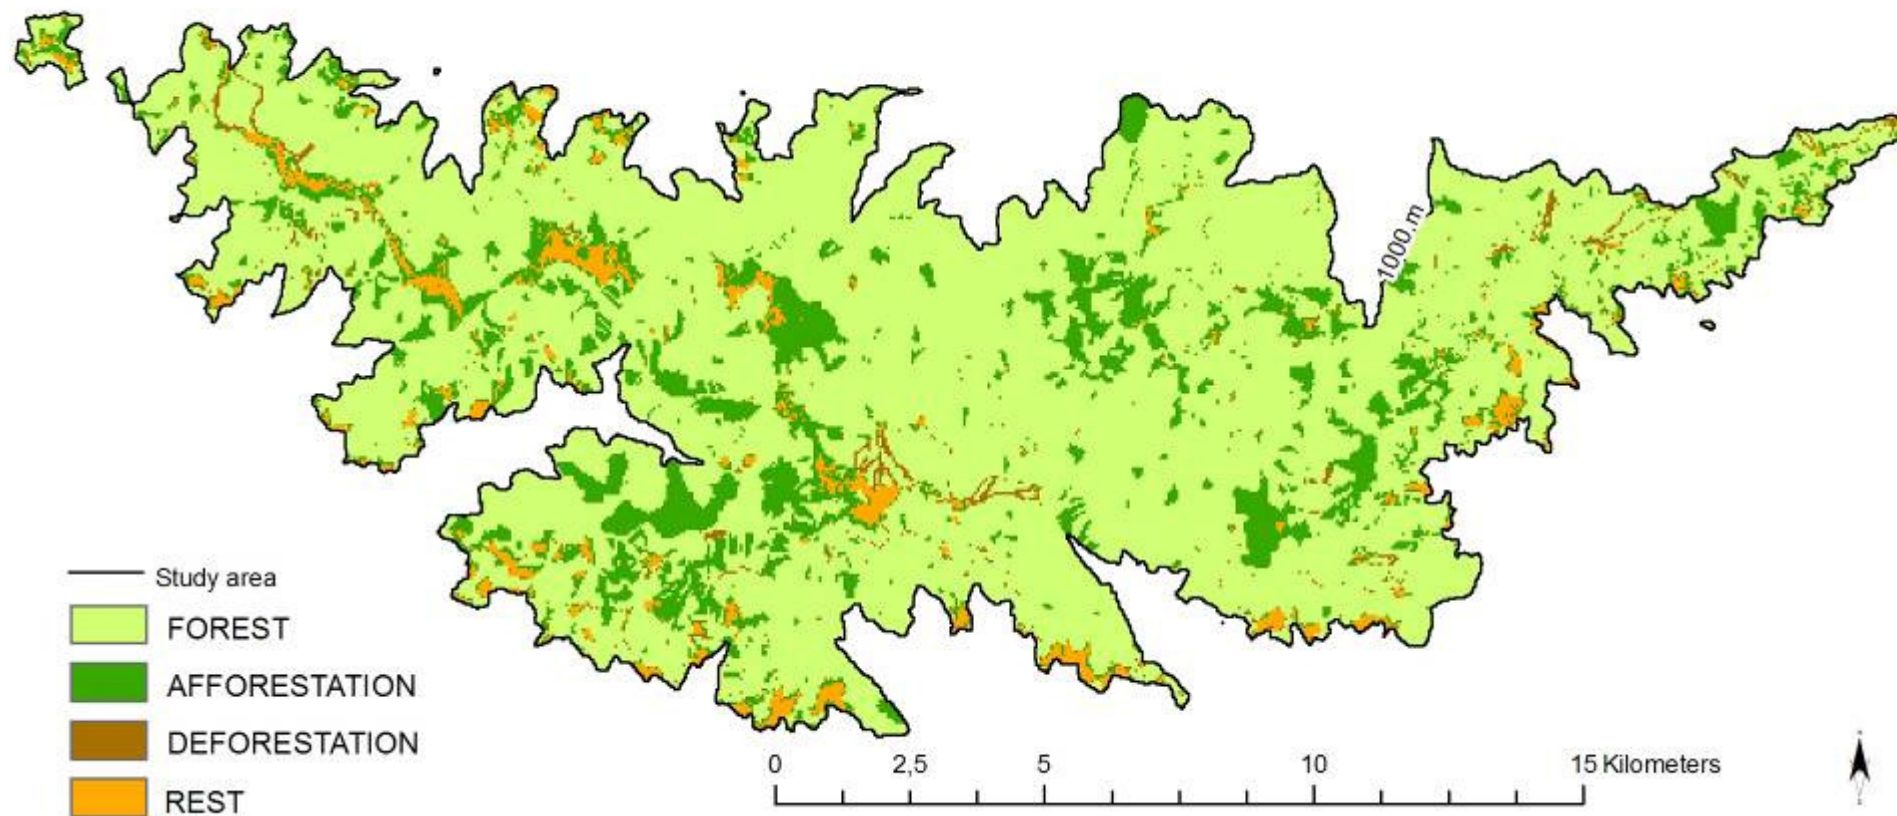 1000 m
Study area
FOREST
AFFORESTATION
DEFORESTATION
REST
0 2,5 5 10 15 Kilometers